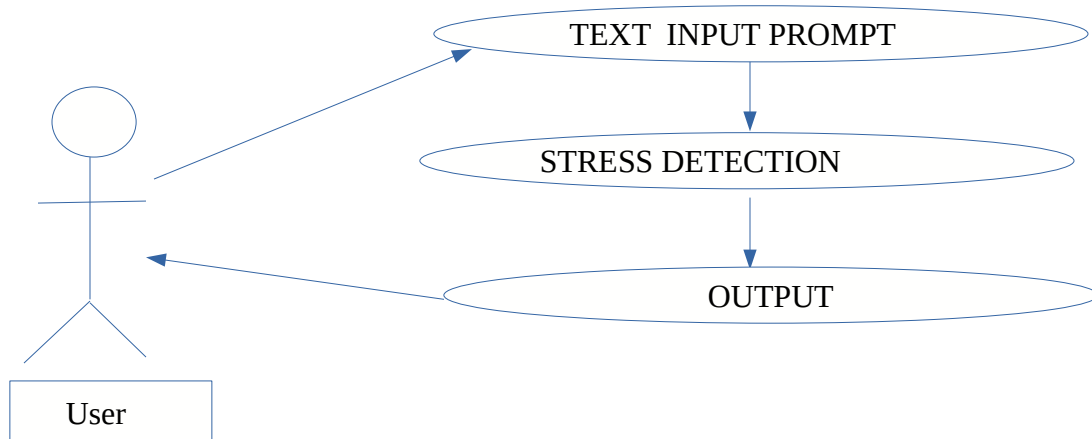 TEXT  INPUT PROMPT
STRESS DETECTION
OUTPUT
User